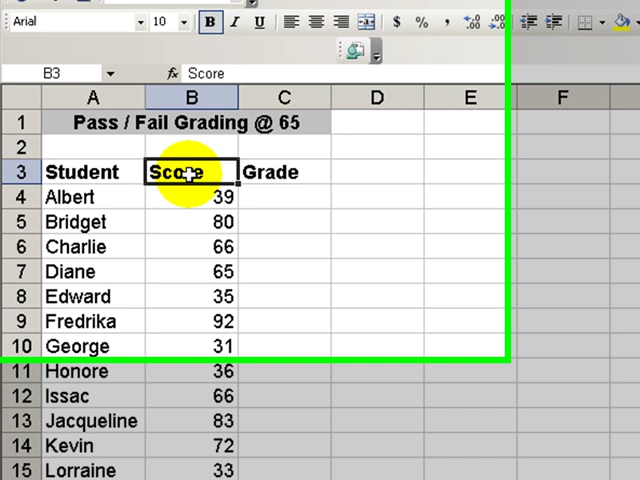 Arial 10 B I U $ % ,
B3 fx Score
A B C D E F
1 Pass / Fail Grading @ 65
2
3 Student Score Grade
4 Albert 39
5 Bridget 80
6 Charlie 66
7 Diane 65
8 Edward 35
9 Fredrika 92
10 George 31
11 Honore 36
12 Issac 66
13 Jacqueline 83
14 Kevin 72
15 Lorraine 33